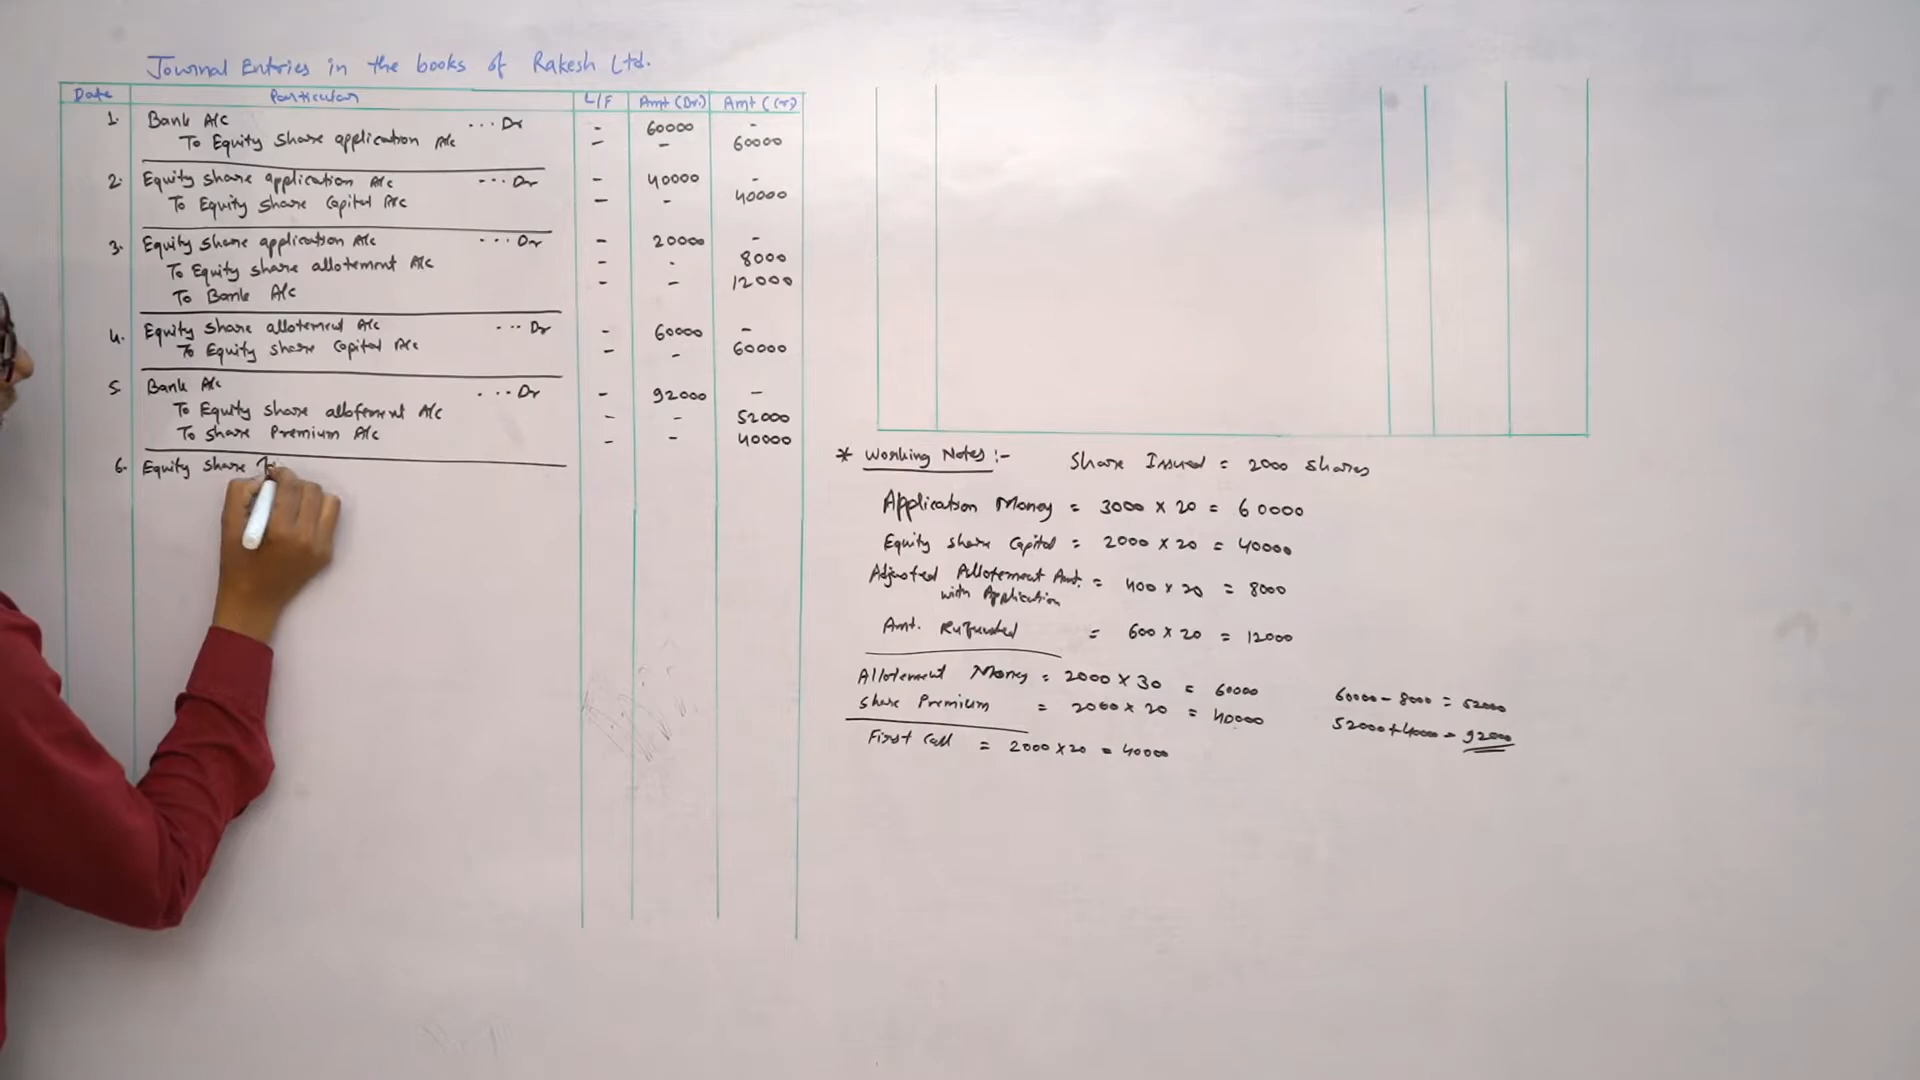 Journal Entries in the books of Rakesh Ltd.
Date Particular L/F Amt (Dr.) Amt (Cr)
1. Bank A/c ... Dr - 60000 -
To Equity share application A/c - - 60000
2. Equity share application A/c ... Dr - 40000 -
To Equity share Capital A/c - - 40000
3. Equity share application A/c ... Dr - 20000 -
To Equity share allotement A/c - - 8000
To Bank A/c - - 12000
4. Equity share allotement A/c ... Dr - 60000 -
To Equity share Capital A/c - - 60000
5. Bank A/c ... Dr - 92000 -
To Equity share allotement A/c - - 52000
To share Premium A/c - - 40000
6. Equity share
* Working Notes :- Share Issued = 2000 shares
Application Money = 3000 × 20 = 60000
Equity share Capital = 2000 × 20 = 40000
Adjusted Allotement Amt. = 400 × 20 = 8000
with Application
Amt. Refunded = 600 × 20 = 12000
Allotement Money = 2000 × 30 = 60000 60000 - 8000 = 52000
Share Premium = 2000 × 20 = 40000 52000 + 40000 = 92000
First Call = 2000 × 20 = 40000